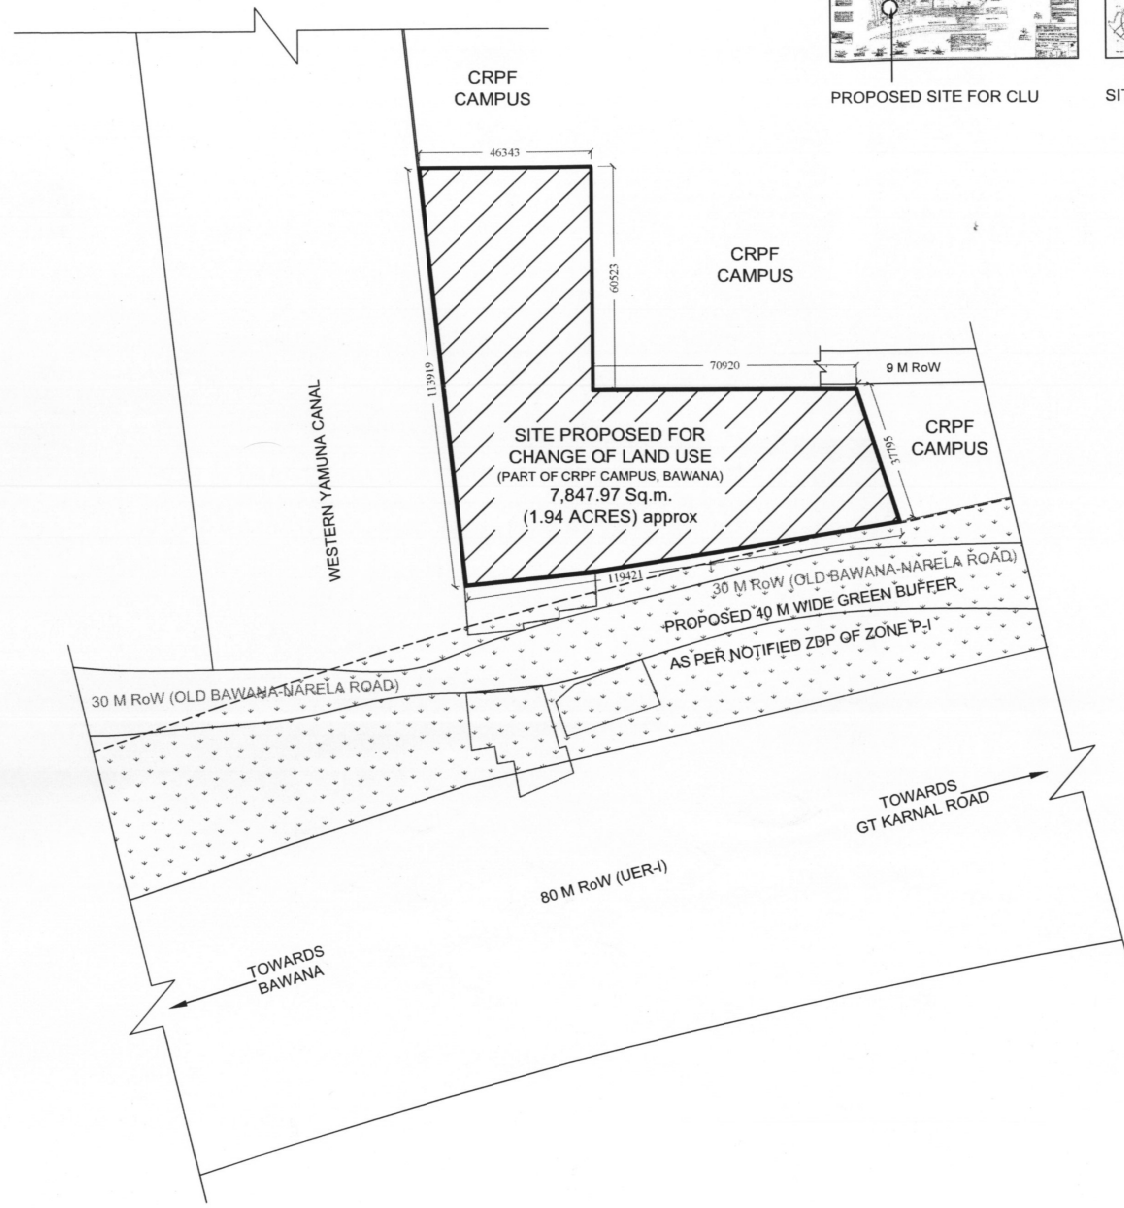 PROPOSED SITE FOR CLU
SIT
CRPF
CAMPUS
46343
CRPF
CAMPUS
60523
70920
9 M RoW
113919
WESTERN YAMUNA CANAL
CRPF
CAMPUS
37795
SITE PROPOSED FOR
CHANGE OF LAND USE
(PART OF CRPF CAMPUS, BAWANA)
7,847.97 Sq.m.
(1.94 ACRES) approx
119421
30 M RoW (OLD BAWANA-NARELA ROAD)
PROPOSED 40 M WIDE GREEN BUFFER
AS PER NOTIFIED ZDP OF ZONE P-I
30 M RoW (OLD BAWANA-NARELA ROAD)
TOWARDS
GT KARNAL ROAD
80 M RoW (UER-I)
TOWARDS
BAWANA